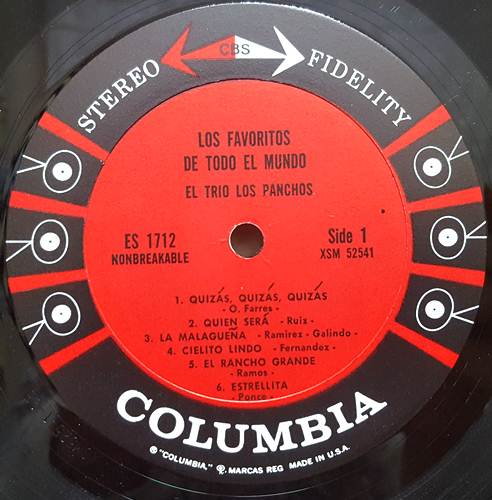 CBS
STEREO FIDELITY
LOS FAVORITOS
DE TODO EL MUNDO
EL TRIO LOS PANCHOS
ES 1712
NONBREAKABLE
Side 1
XSM 52541
1. QUIZÁS, QUIZÁS, QUIZÁS
- O. Farres -
2. QUIEN SERÁ - Ruiz -
3. LA MALAGUEÑA - Ramirez - Galindo -
4. CIELITO LINDO - Fernandez -
5. EL RANCHO GRANDE
- Ramos -
6. ESTRELLITA
- Ponce -
COLUMBIA
® "COLUMBIA," ℗, MARCAS REG MADE IN U.S.A.